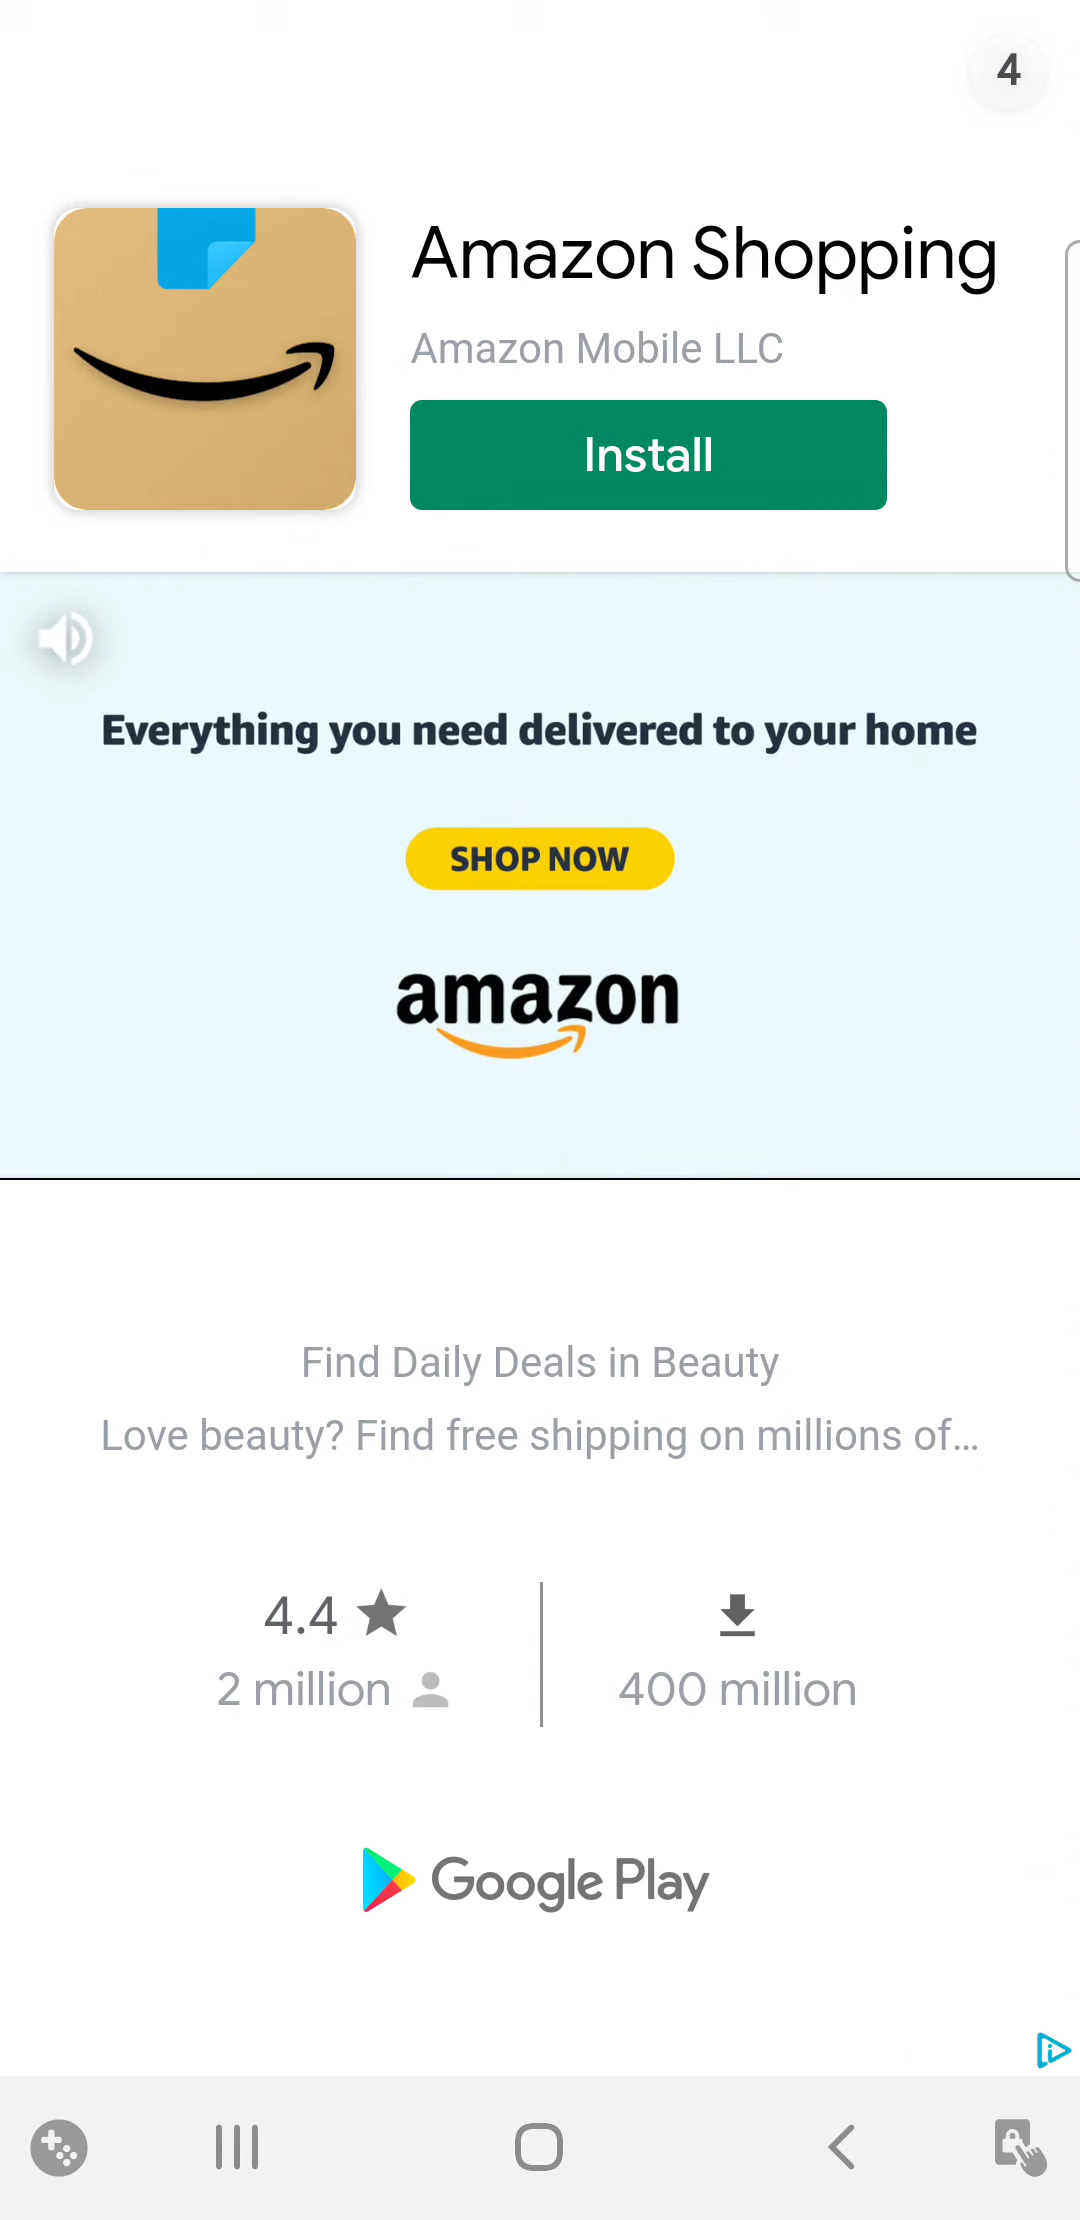 4
Amazon Shopping
Amazon Mobile LLC
Install
Everything you need delivered to your home
SHOP NOW
amazon
Find Daily Deals in Beauty
Love beauty? Find free shipping on millions of...
4.4
2 million
400 million
Google Play